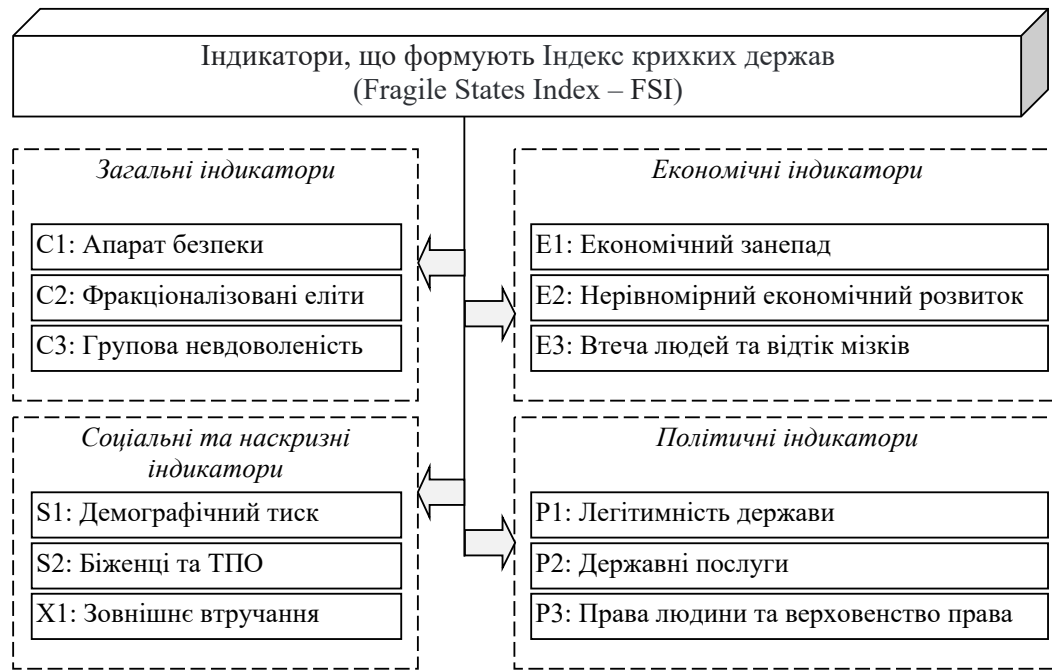 Індикатори, що формують Індекс крихких держав
(Fragile States Index – FSI)
Загальні індикатори
C1: Апарат безпеки
C2: Фракціоналізовані еліти
C3: Групова невдоволеність
Економічні індикатори
E1: Економічний занепад
E2: Нерівномірний економічний розвиток
E3: Втеча людей та відтік мізків
Соціальні та наскризні
індикатори
S1: Демографічний тиск
S2: Біженці та ТПО
X1: Зовнішнє втручання
Політичні індикатори
P1: Легітимність держави
P2: Державні послуги
P3: Права людини та верховенство права